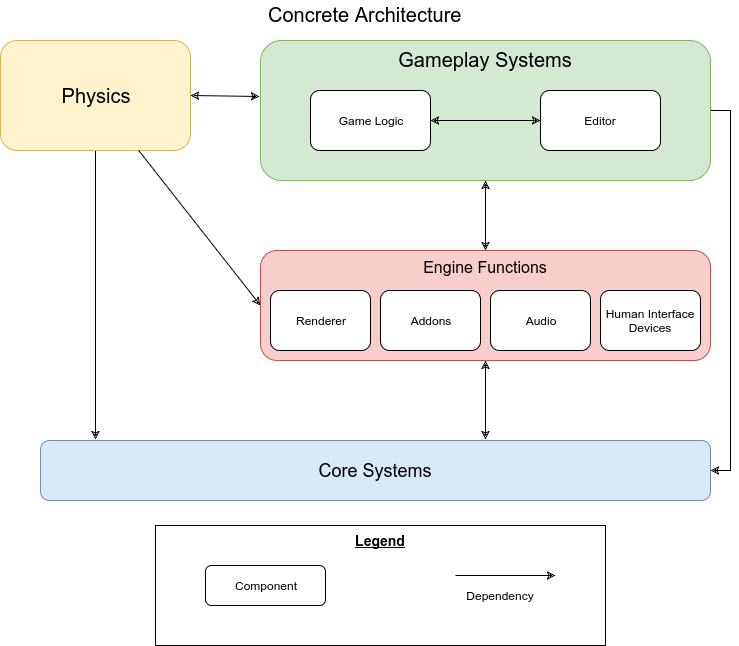 Concrete Architecture
Physics
Gameplay Systems
Game Logic
Editor
Engine Functions
Renderer
Addons
Audio
Human Interface
Devices
Core Systems
Legend
Component
Dependency